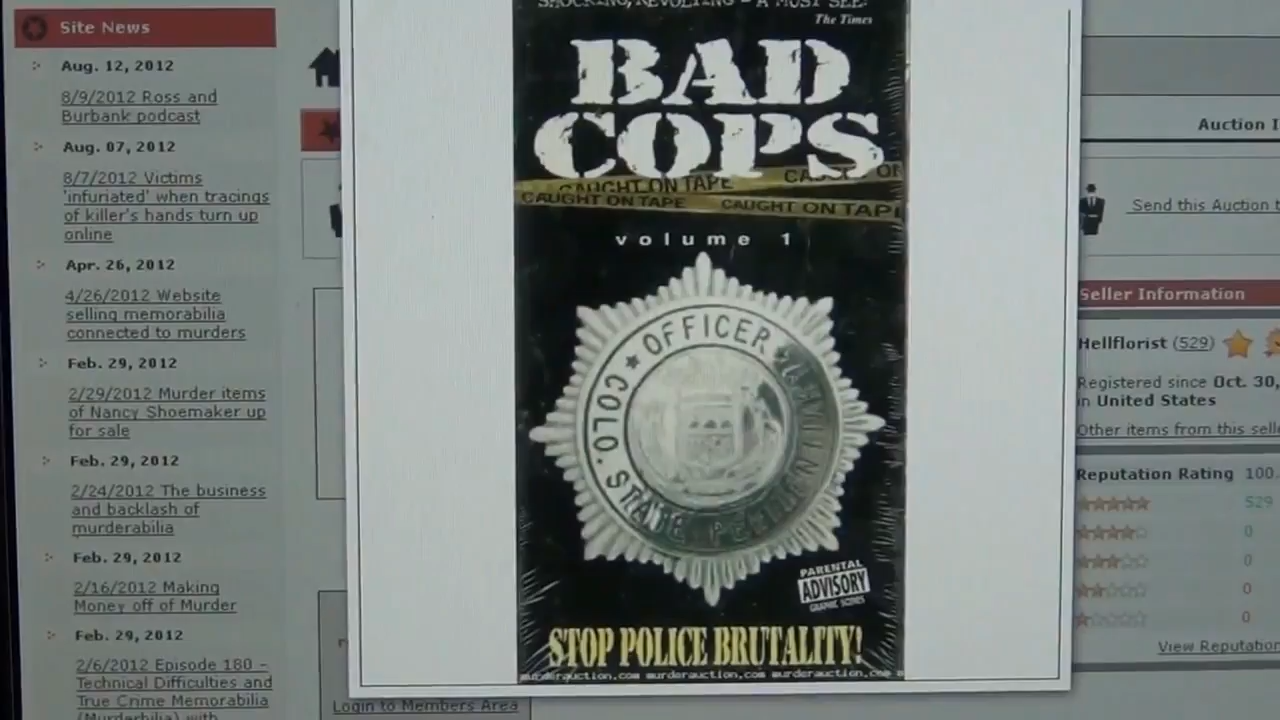 Site News
Aug. 12, 2012
8/9/2012 Ross and
Burbank podcast
Aug. 07, 2012
8/7/2012 Victims
'infuriated' when tracings
of killer's hands turn up
online
Apr. 26, 2012
4/26/2012 Website
selling memorabilia
connected to murders
Feb. 29, 2012
2/29/2012 Murder items
of Nancy Shoemaker up
for sale
Feb. 29, 2012
2/24/2012 The business
and backlash of
murderabilia
Feb. 29, 2012
2/16/2012 Making
Money off of Murder
Feb. 29, 2012
2/6/2012 Episode 180 -
Technical Difficulties and
True Crime Memorabilia
(Murderbilia) with
SHOCKING, REVOLTING - A MUST SEE!
The Times
BAD
COPS
CAUGHT ON TAPE
CAUGHT ON TAPE CAUGHT ON TAPE
volume 1
OFFICER
COLO. STATE
PARENTAL
ADVISORY
GRAPHIC SCENES
STOP POLICE BRUTALITY!
murderauction.com murderauction.com murderauction.com
Login to Members Area
Auction I
Send this Auction t
Seller Information
Hellflorist (529)
Registered since Oct. 30,
in United States
Other items from this selle
Reputation Rating 100.
529
0
0
0
0
View Reputation